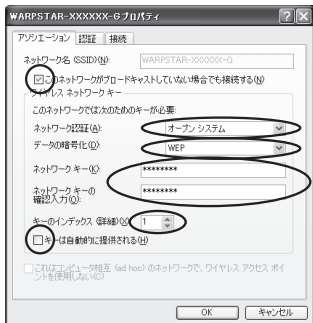 WARPSTAR-XXXXXX-Gプロパティ
アソシエーション 認証 接続
ネットワーク名 (SSID)(N): WARPSTAR-XXXXXX-G
このネットワークがブロードキャストしていない場合でも接続する(N)
ワイヤレス ネットワーク キー
このネットワークでは次のためのキーが必要:
ネットワーク認証(A): オープン システム
データの暗号化(D): WEP
ネットワーク キー(K): ********
ネットワーク キーの
確認入力(O): ********
キーのインデックス (詳細)(X): 1
キーは自動的に提供される(H)
これはコンピュータ相互 (ad hoc) のネットワークで、ワイヤレス アクセス ポイ
ントを使用しない(C)
OK キャンセル